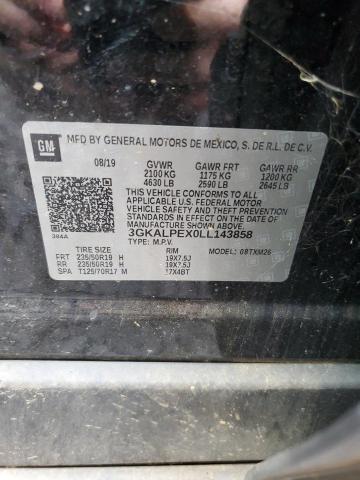 GM
MFD BY GENERAL MOTORS DE MEXICO, S. DE R.L. DE C.V.
08/19 GVWR GAWR FRT GAWR RR
2100 KG 1175 KG 1200 KG
4630 LB 2590 LB 2645 LB
THIS VEHICLE CONFORMS TO ALL
APPLICABLE U.S. FEDERAL MOTOR
VEHICLE SAFETY, BUMPER, AND THEFT
PREVENTION STANDARDS IN EFFECT ON
THE DATE OF MANUFACTURE SHOWN ABOVE.
384A
3GKALPEX0LL143858
TYPE: M.P.V. MODEL: 08TXM26
TIRE SIZE RIM
FRT 235/50R19 H 19X7.5J
RR 235/50R19 H 19X7.5J
SPA T125/70R17 M 17X4BT